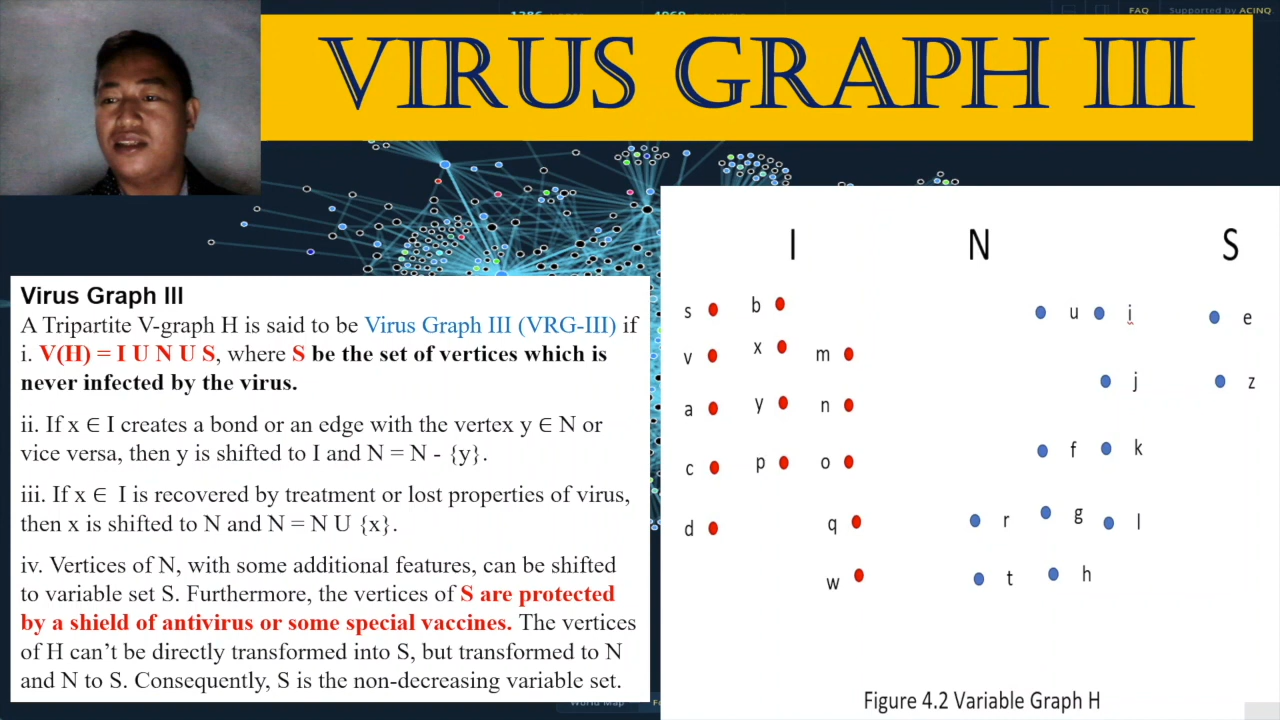 FAQ
Supported by ACINQ
VIRUS GRAPH III
Virus Graph III
A Tripartite V-graph H is said to be Virus Graph III (VRG-III) if
i. V(H) = I U N U S, where S be the set of vertices which is
never infected by the virus.
ii. If x ∈ I creates a bond or an edge with the vertex y ∈ N or
vice versa, then y is shifted to I and N = N - {y}.
iii. If x ∈ I is recovered by treatment or lost properties of virus,
then x is shifted to N and N = N U {x}.
iv. Vertices of N, with some additional features, can be shifted
to variable set S. Furthermore, the vertices of S are protected
by a shield of antivirus or some special vaccines. The vertices
of H can't be directly transformed into S, but transformed to N
and N to S. Consequently, S is the non-decreasing variable set.
World Map
I N S
s b u i e
v x m
a y n j z
c p o f k
d q r g l
w t h
Figure 4.2 Variable Graph H